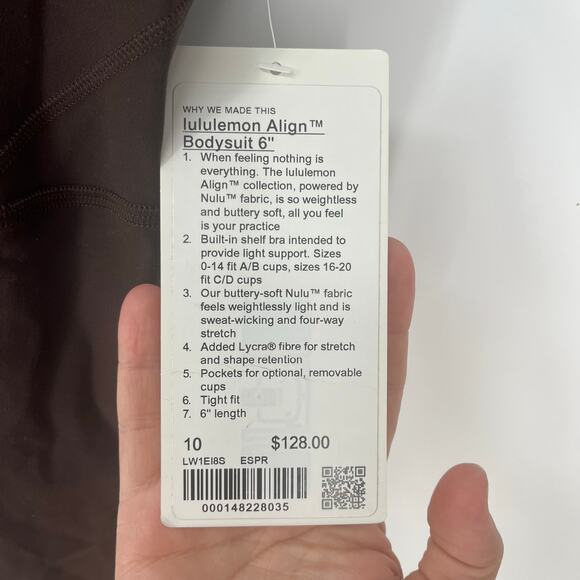 WHY WE MADE THIS
lululemon Align™
Bodysuit 6"
1. When feeling nothing is
everything. The lululemon
Align™ collection, powered by
Nulu™ fabric, is so weightless
and buttery soft, all you feel
is your practice
2. Built-in shelf bra intended to
provide light support. Sizes
0-14 fit A/B cups, sizes 16-20
fit C/D cups
3. Our buttery-soft Nulu™ fabric
feels weightlessly light and is
sweat-wicking and four-way
stretch
4. Added Lycra® fibre for stretch
and shape retention
5. Pockets for optional, removable
cups
6. Tight fit
7. 6" length
10 $128.00
LW1EI8S ESPR
000148228035